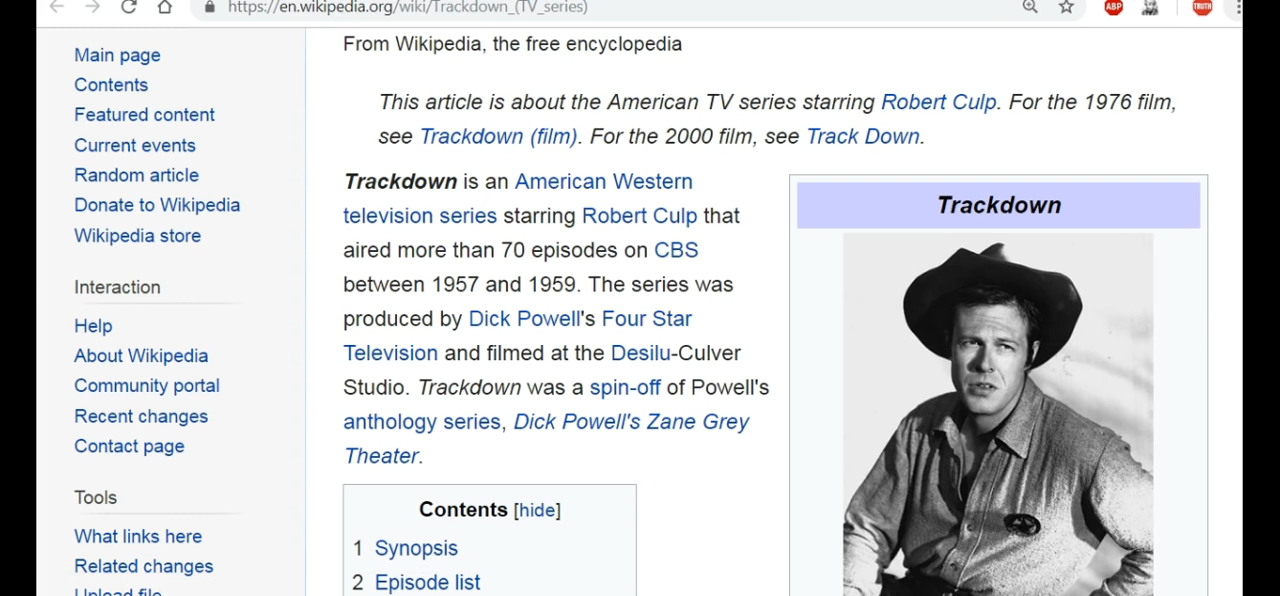 https://en.wikipedia.org/wiki/Trackdown_(TV_series)
ABP
TRUTH
Main page
Contents
Featured content
Current events
Random article
Donate to Wikipedia
Wikipedia store
Interaction
Help
About Wikipedia
Community portal
Recent changes
Contact page
Tools
What links here
Related changes
Upload file
From Wikipedia, the free encyclopedia
This article is about the American TV series starring Robert Culp. For the 1976 film,
see Trackdown (film). For the 2000 film, see Track Down.
Trackdown is an American Western
television series starring Robert Culp that
aired more than 70 episodes on CBS
between 1957 and 1959. The series was
produced by Dick Powell's Four Star
Television and filmed at the Desilu-Culver
Studio. Trackdown was a spin-off of Powell's
anthology series, Dick Powell's Zane Grey
Theater.
Contents [hide]
1 Synopsis
2 Episode list
Trackdown